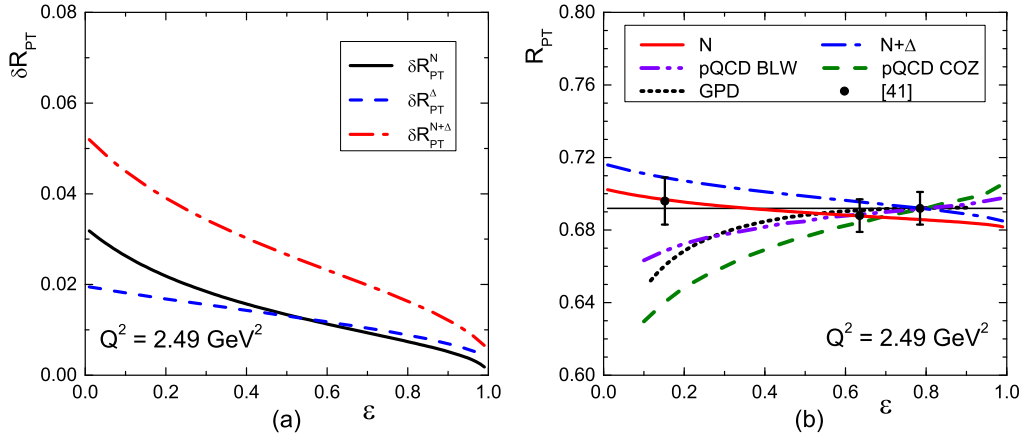 δR_PT
0.08
0.06
0.04
0.02
0.00
δR_PT^N
δR_PT^Δ
δR_PT^{N+Δ}
Q² = 2.49 GeV²
0.0 0.2 0.4 0.6 0.8 1.0
ε
(a)
R_PT
0.80
0.76
0.72
0.68
0.64
0.60
N N+Δ
pQCD BLW pQCD COZ
GPD [41]
Q² = 2.49 GeV²
0.0 0.2 0.4 0.6 0.8 1.0
ε
(b)